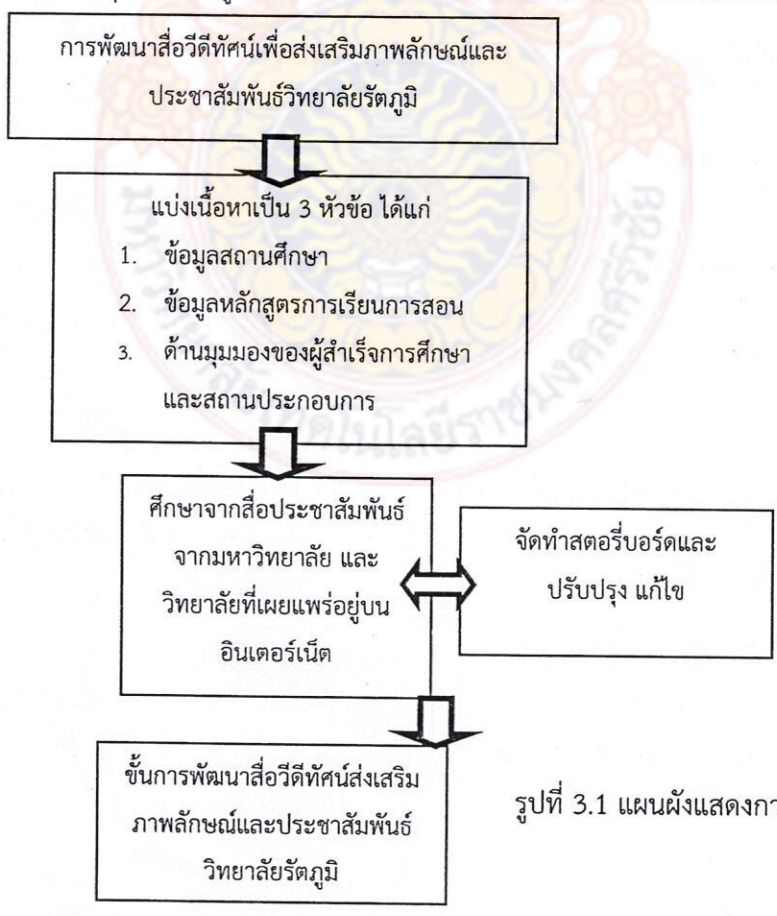 การพัฒนาสื่อวีดีทัศน์เพื่อส่งเสริมภาพลักษณ์และ
ประชาสัมพันธ์วิทยาลัยรัตภูมิ
แบ่งเนื้อหาเป็น 3 หัวข้อ ได้แก่
1. ข้อมูลสถานศึกษา
2. ข้อมูลหลักสูตรการเรียนการสอน
3. ด้านมุมมองของผู้สำเร็จการศึกษา
และสถานประกอบการ
ศึกษาจากสื่อประชาสัมพันธ์
จากมหาวิทยาลัย และ
วิทยาลัยที่เผยแพร่อยู่บน
อินเตอร์เน็ต
จัดทำสตอรี่บอร์ดและ
ปรับปรุง แก้ไข
ขั้นการพัฒนาสื่อวีดีทัศน์ส่งเสริม
ภาพลักษณ์และประชาสัมพันธ์
วิทยาลัยรัตภูมิ
รูปที่ 3.1 แผนผังแสดง